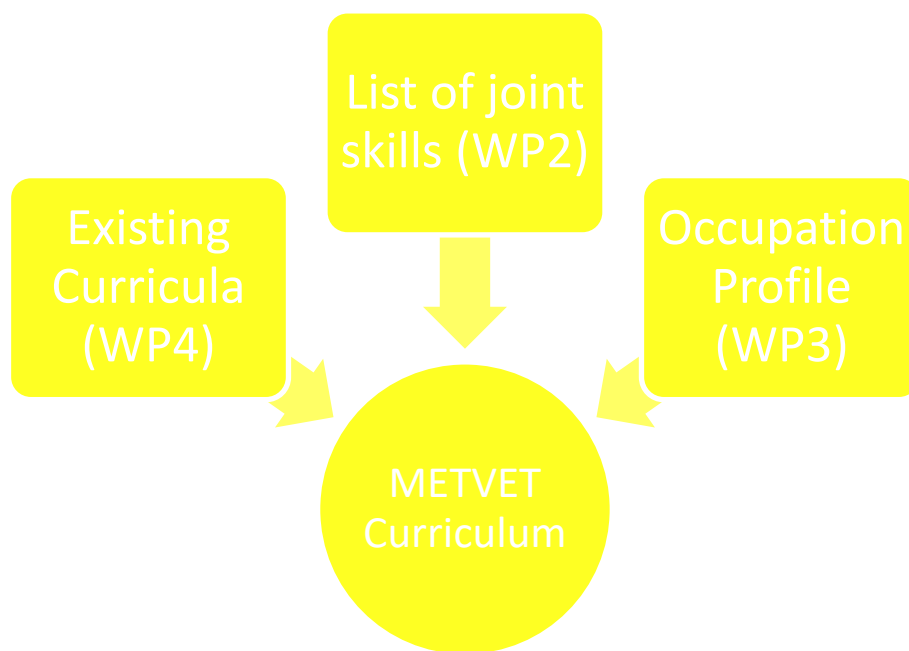 List of joint
skills (WP2)
Existing
Curricula
(WP4)
Occupation
Profile
(WP3)
METVET
Curriculum